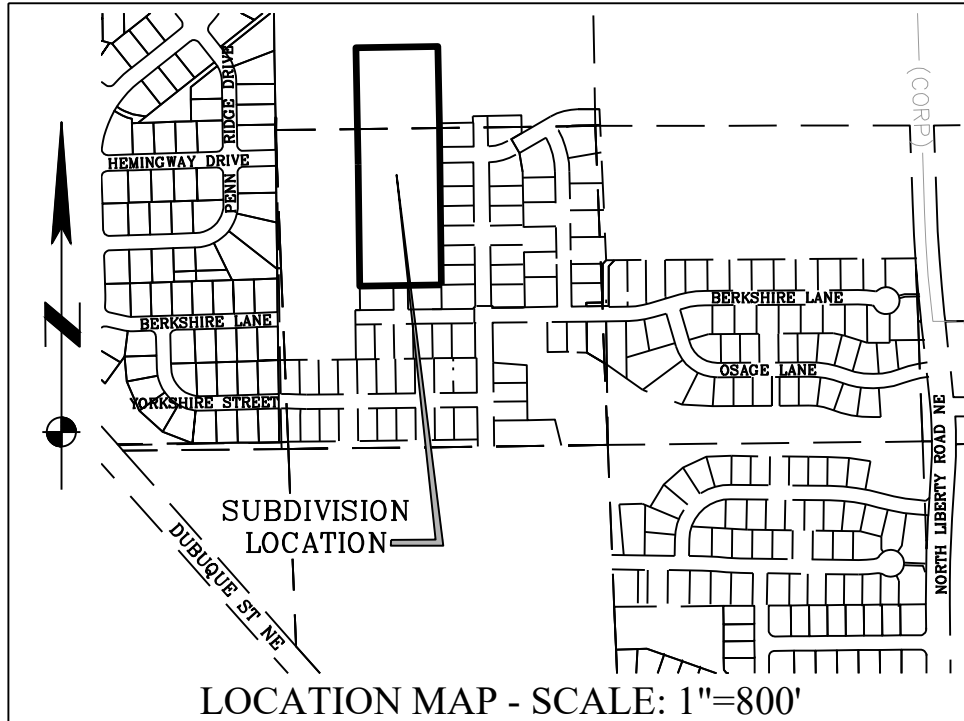 (CORP)
PENN RIDGE DRIVE
HEMINGWAY DRIVE
BERKSHIRE LANE
BERKSHIRE LANE
OSAGE LANE
YORKSHIRE STREET
SUBDIVISION
LOCATION
DUBUQUE ST NE
NORTH LIBERTY ROAD NE
LOCATION MAP - SCALE: 1"=800'